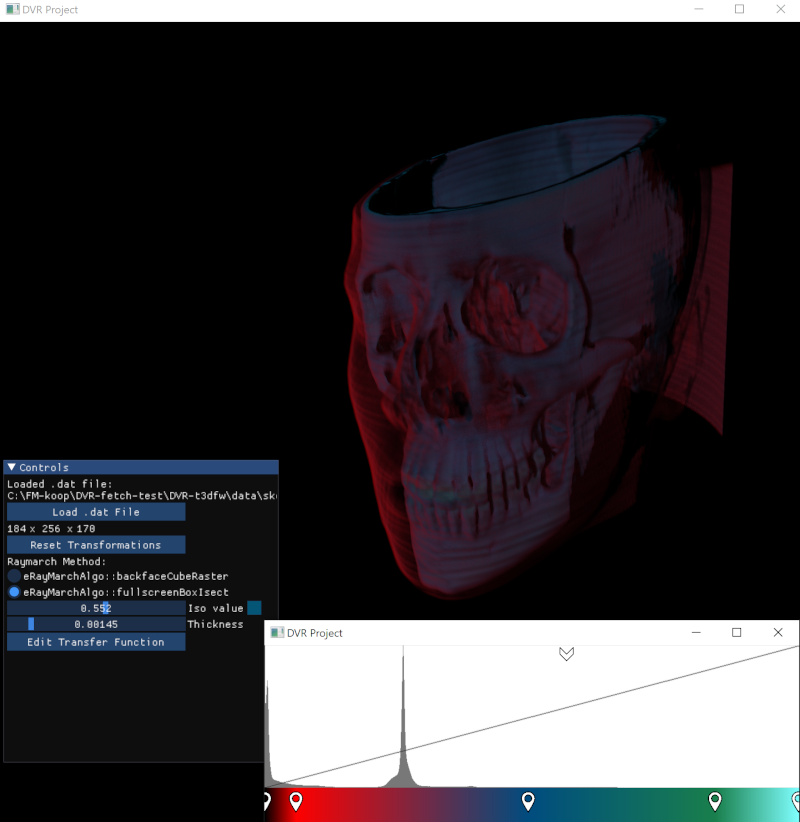 DVR Project
Controls
Loaded .dat file:
C:\FM-koop\DVR-fetch-test\DVR-t3dfw\data\sk
Load .dat File
184 x 256 x 170
Reset Transformations
Raymarch Method:
eRayMarchAlgo::backfaceCubeRaster
eRayMarchAlgo::fullscreenBoxIsect
0.552 Iso value
0.00145 Thickness
Edit Transfer Function
DVR Project